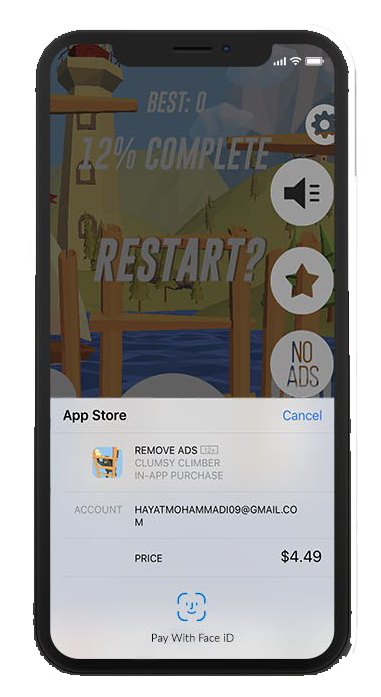 BEST: 0
12% COMPLETE
RESTART?
NO
ADS
App Store Cancel
REMOVE ADS 12+
CLUMSY CLIMBER
IN-APP PURCHASE
ACCOUNT HAYATMOHAMMADI09@GMAIL.CO
M
PRICE $4.49
Pay With Face iD